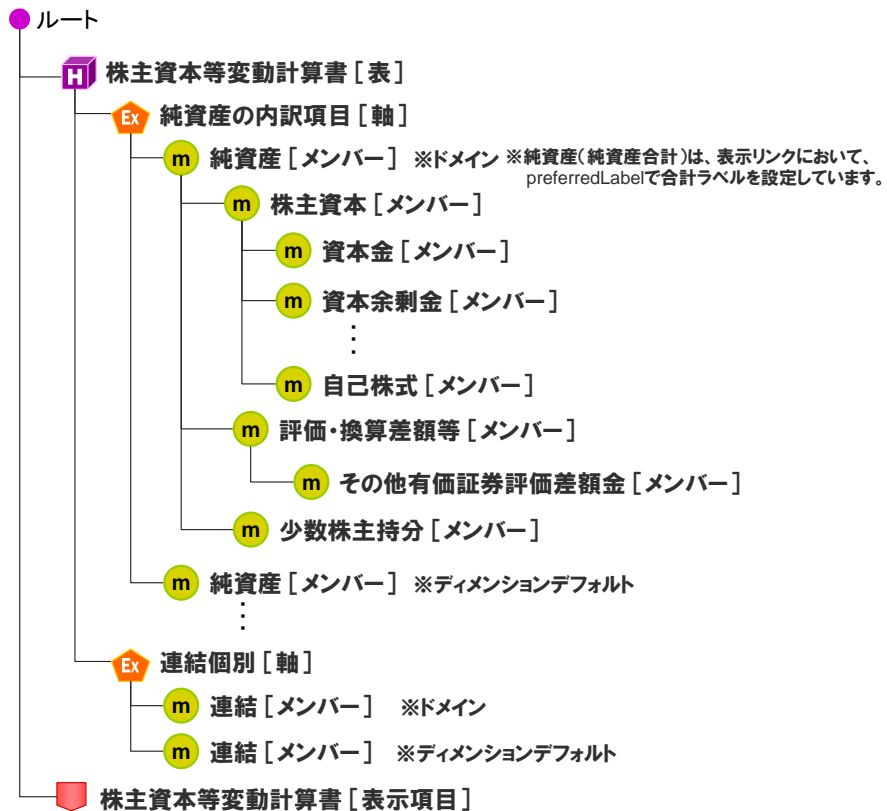 ルート
H 株主資本等変動計算書［表］
Ex 純資産の内訳項目［軸］
m 純資産［メンバー］ ※ドメイン ※純資産（純資産合計）は、表示リンクにおいて、
preferredLabelで合計ラベルを設定しています。
m 株主資本［メンバー］
m 資本金［メンバー］
m 資本余剰金［メンバー］
⋮
m 自己株式［メンバー］
m 評価・換算差額等［メンバー］
m その他有価証券評価差額金［メンバー］
m 少数株主持分［メンバー］
m 純資産［メンバー］ ※ディメンションデフォルト
⋮
Ex 連結個別［軸］
m 連結［メンバー］ ※ドメイン
m 連結［メンバー］ ※ディメンションデフォルト
株主資本等変動計算書［表示項目］